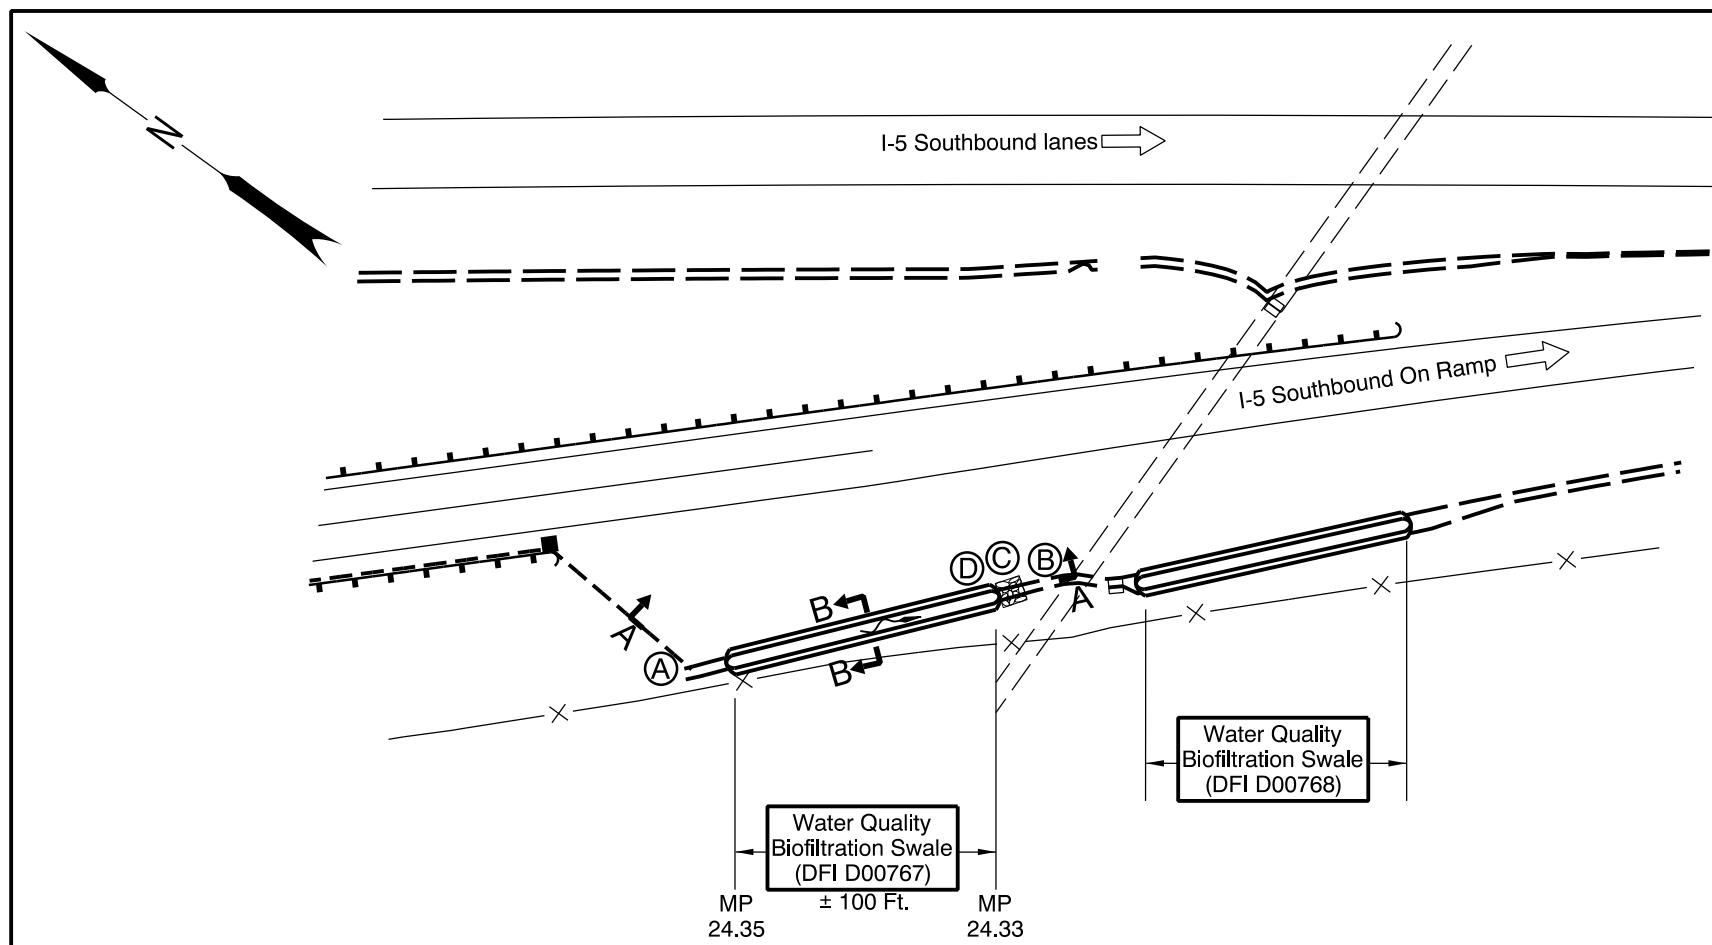 N
I-5 Southbound lanes
I-5 Southbound On Ramp
D
C
B
A
B
A
A
B
Water Quality
Biofiltration Swale
(DFI D00768)
Water Quality
Biofiltration Swale
(DFI D00767)
± 100 Ft.
MP
24.35
MP
24.33